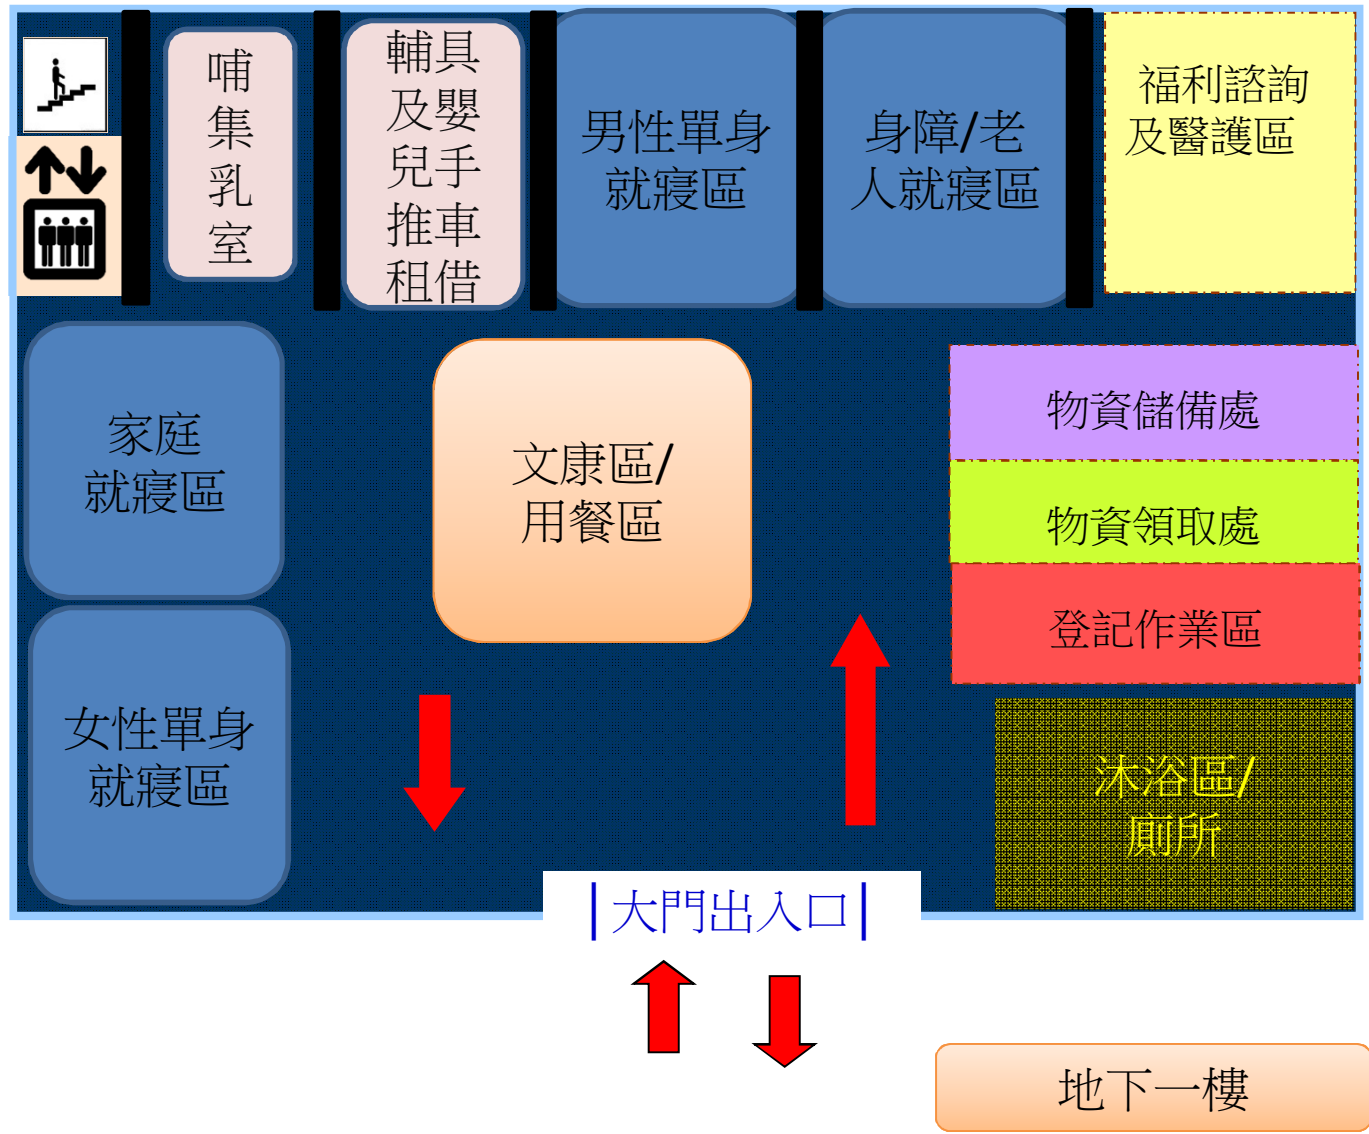 哺
集
乳
室
輔具
及嬰
兒手
推車
租借
男性單身
就寢區
身障/老
人就寢區
福利諮詢
及醫護區
家庭
就寢區
文康區/
用餐區
物資儲備處
物資領取處
登記作業區
女性單身
就寢區
沐浴區/
廁所
|大門出入口|
地下一樓